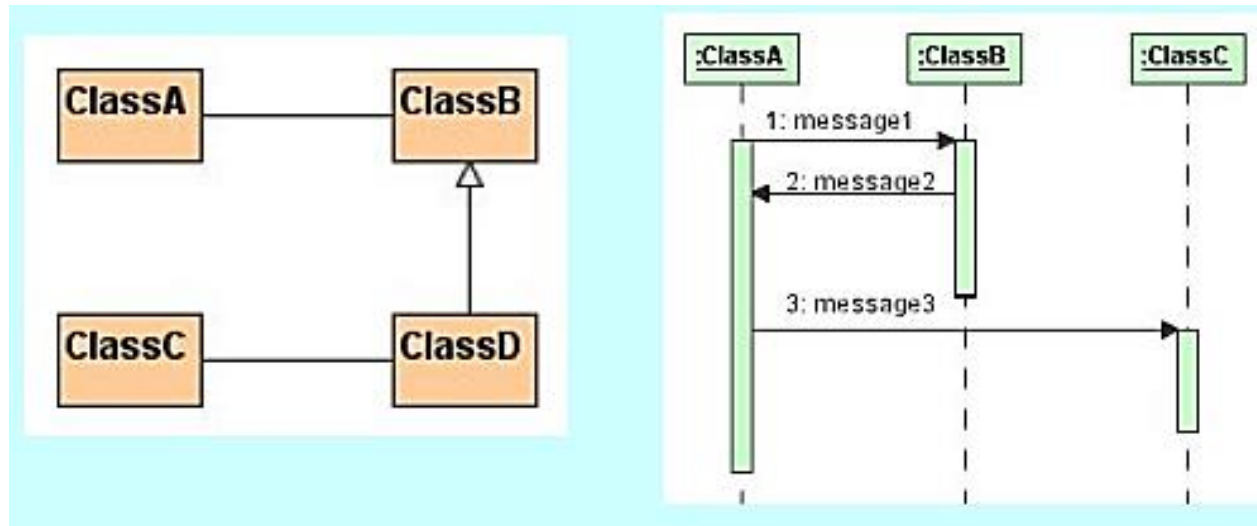 ClassA
ClassB
ClassC
ClassD
:ClassA
:ClassB
:ClassC
1: message1
2: message2
3: message3